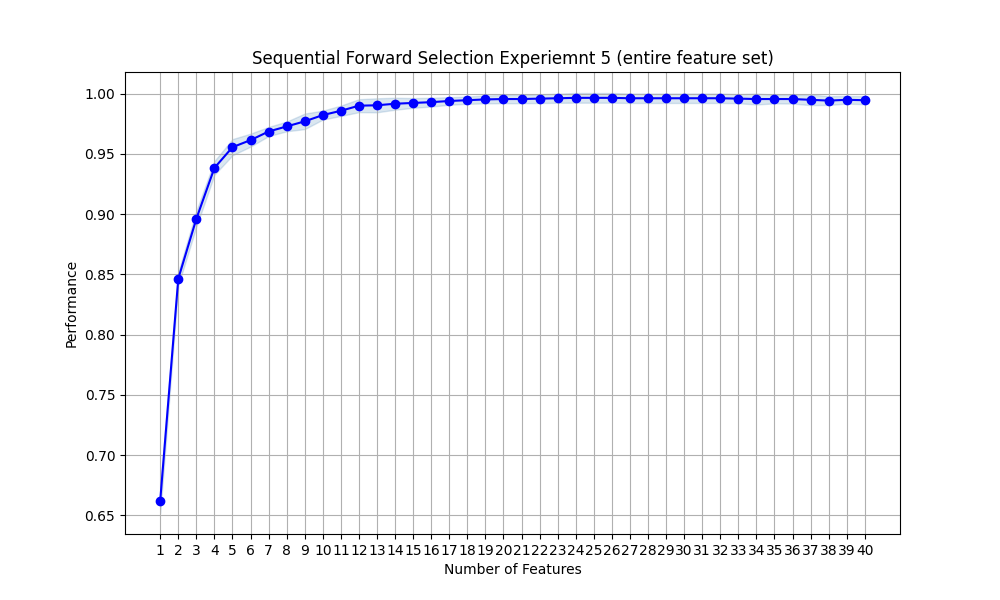 Sequential Forward Selection Experiemnt 5 (entire feature set)
1.00
0.95
0.90
0.85
0.80
0.75
0.70
0.65
Performance
1 2 3 4 5 6 7 8 9 10 11 12 13 14 15 16 17 18 19 20 21 22 23 24 25 26 27 28 29 30 31 32 33 34 35 36 37 38 39 40
Number of Features